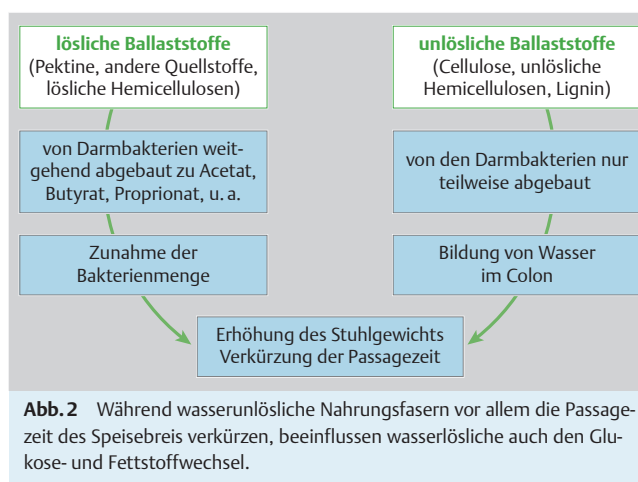 lösliche Ballaststoffe
(Pektine, andere Quellstoffe,
lösliche Hemicellulosen)
unlösliche Ballaststoffe
(Cellulose, unlösliche
Hemicellulosen, Lignin)
von Darmbakterien weit-
gehend abgebaut zu Acetat,
Butyrat, Proprionat, u. a.
von den Darmbakterien nur
teilweise abgebaut
Zunahme der
Bakterienmenge
Bildung von Wasser
im Colon
Erhöhung des Stuhlgewichts
Verkürzung der Passagezeit
Abb. 2 Während wasserunlösliche Nahrungsfasern vor allem die Passage-
zeit des Speisebreis verkürzen, beeinflussen wasserlösliche auch den Glu-
kose- und Fettstoffwechsel.